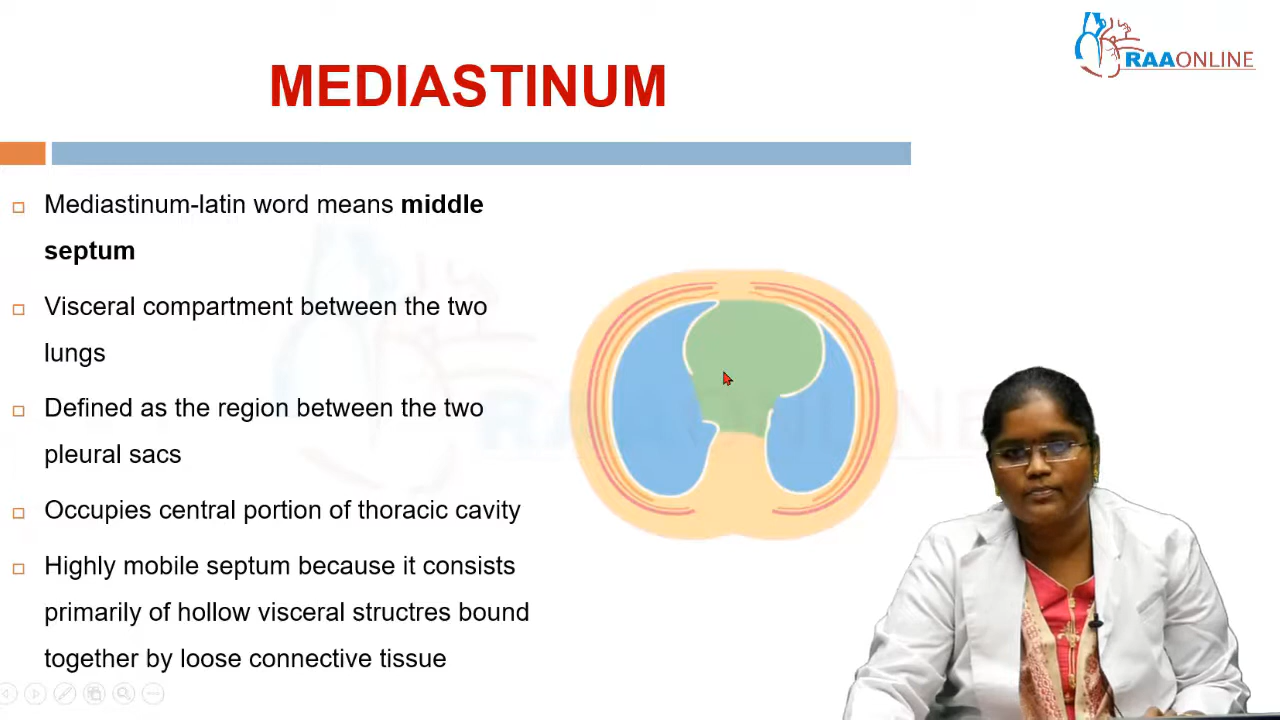 MEDIASTINUM
RAAONLINE
Mediastinum-latin word means middle
septum
Visceral compartment between the two
lungs
Defined as the region between the two
pleural sacs
Occupies central portion of thoracic cavity
Highly mobile septum because it consists
primarily of hollow visceral structres bound
together by loose connective tissue